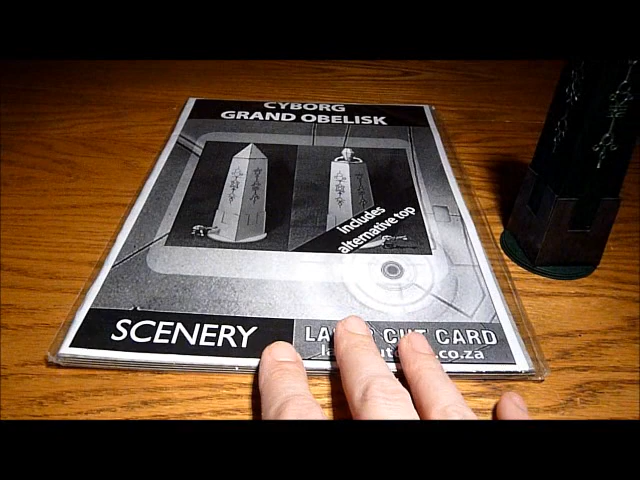 CYBORG
GRAND OBELISK
includes
alternative top
SCENERY
CUT CARD
.co.za